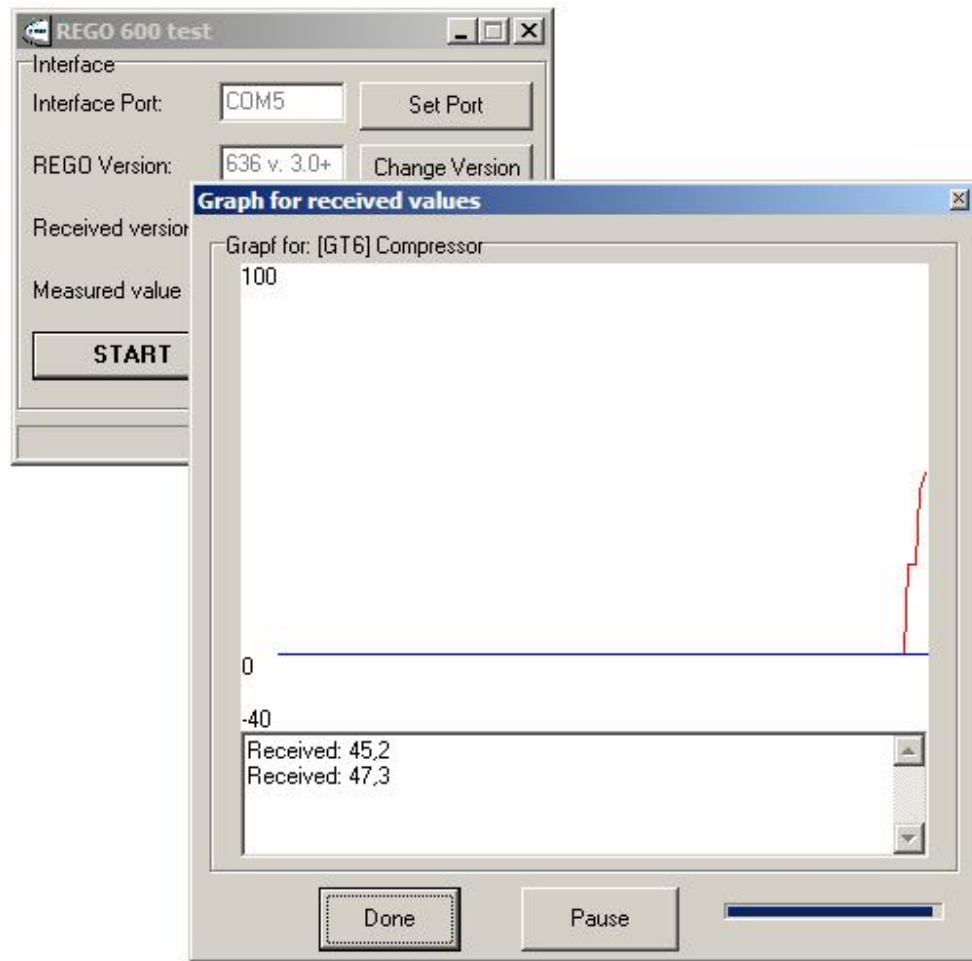 REGO 600 test
Interface
Interface Port:
COM5
Set Port
REGO Version:
636 v. 3.0+
Change Version
Received version
Measured value
START
Graph for received values
Grapf for: [GT6] Compressor
100
0
-40
Received: 45,2
Received: 47,3
Done
Pause